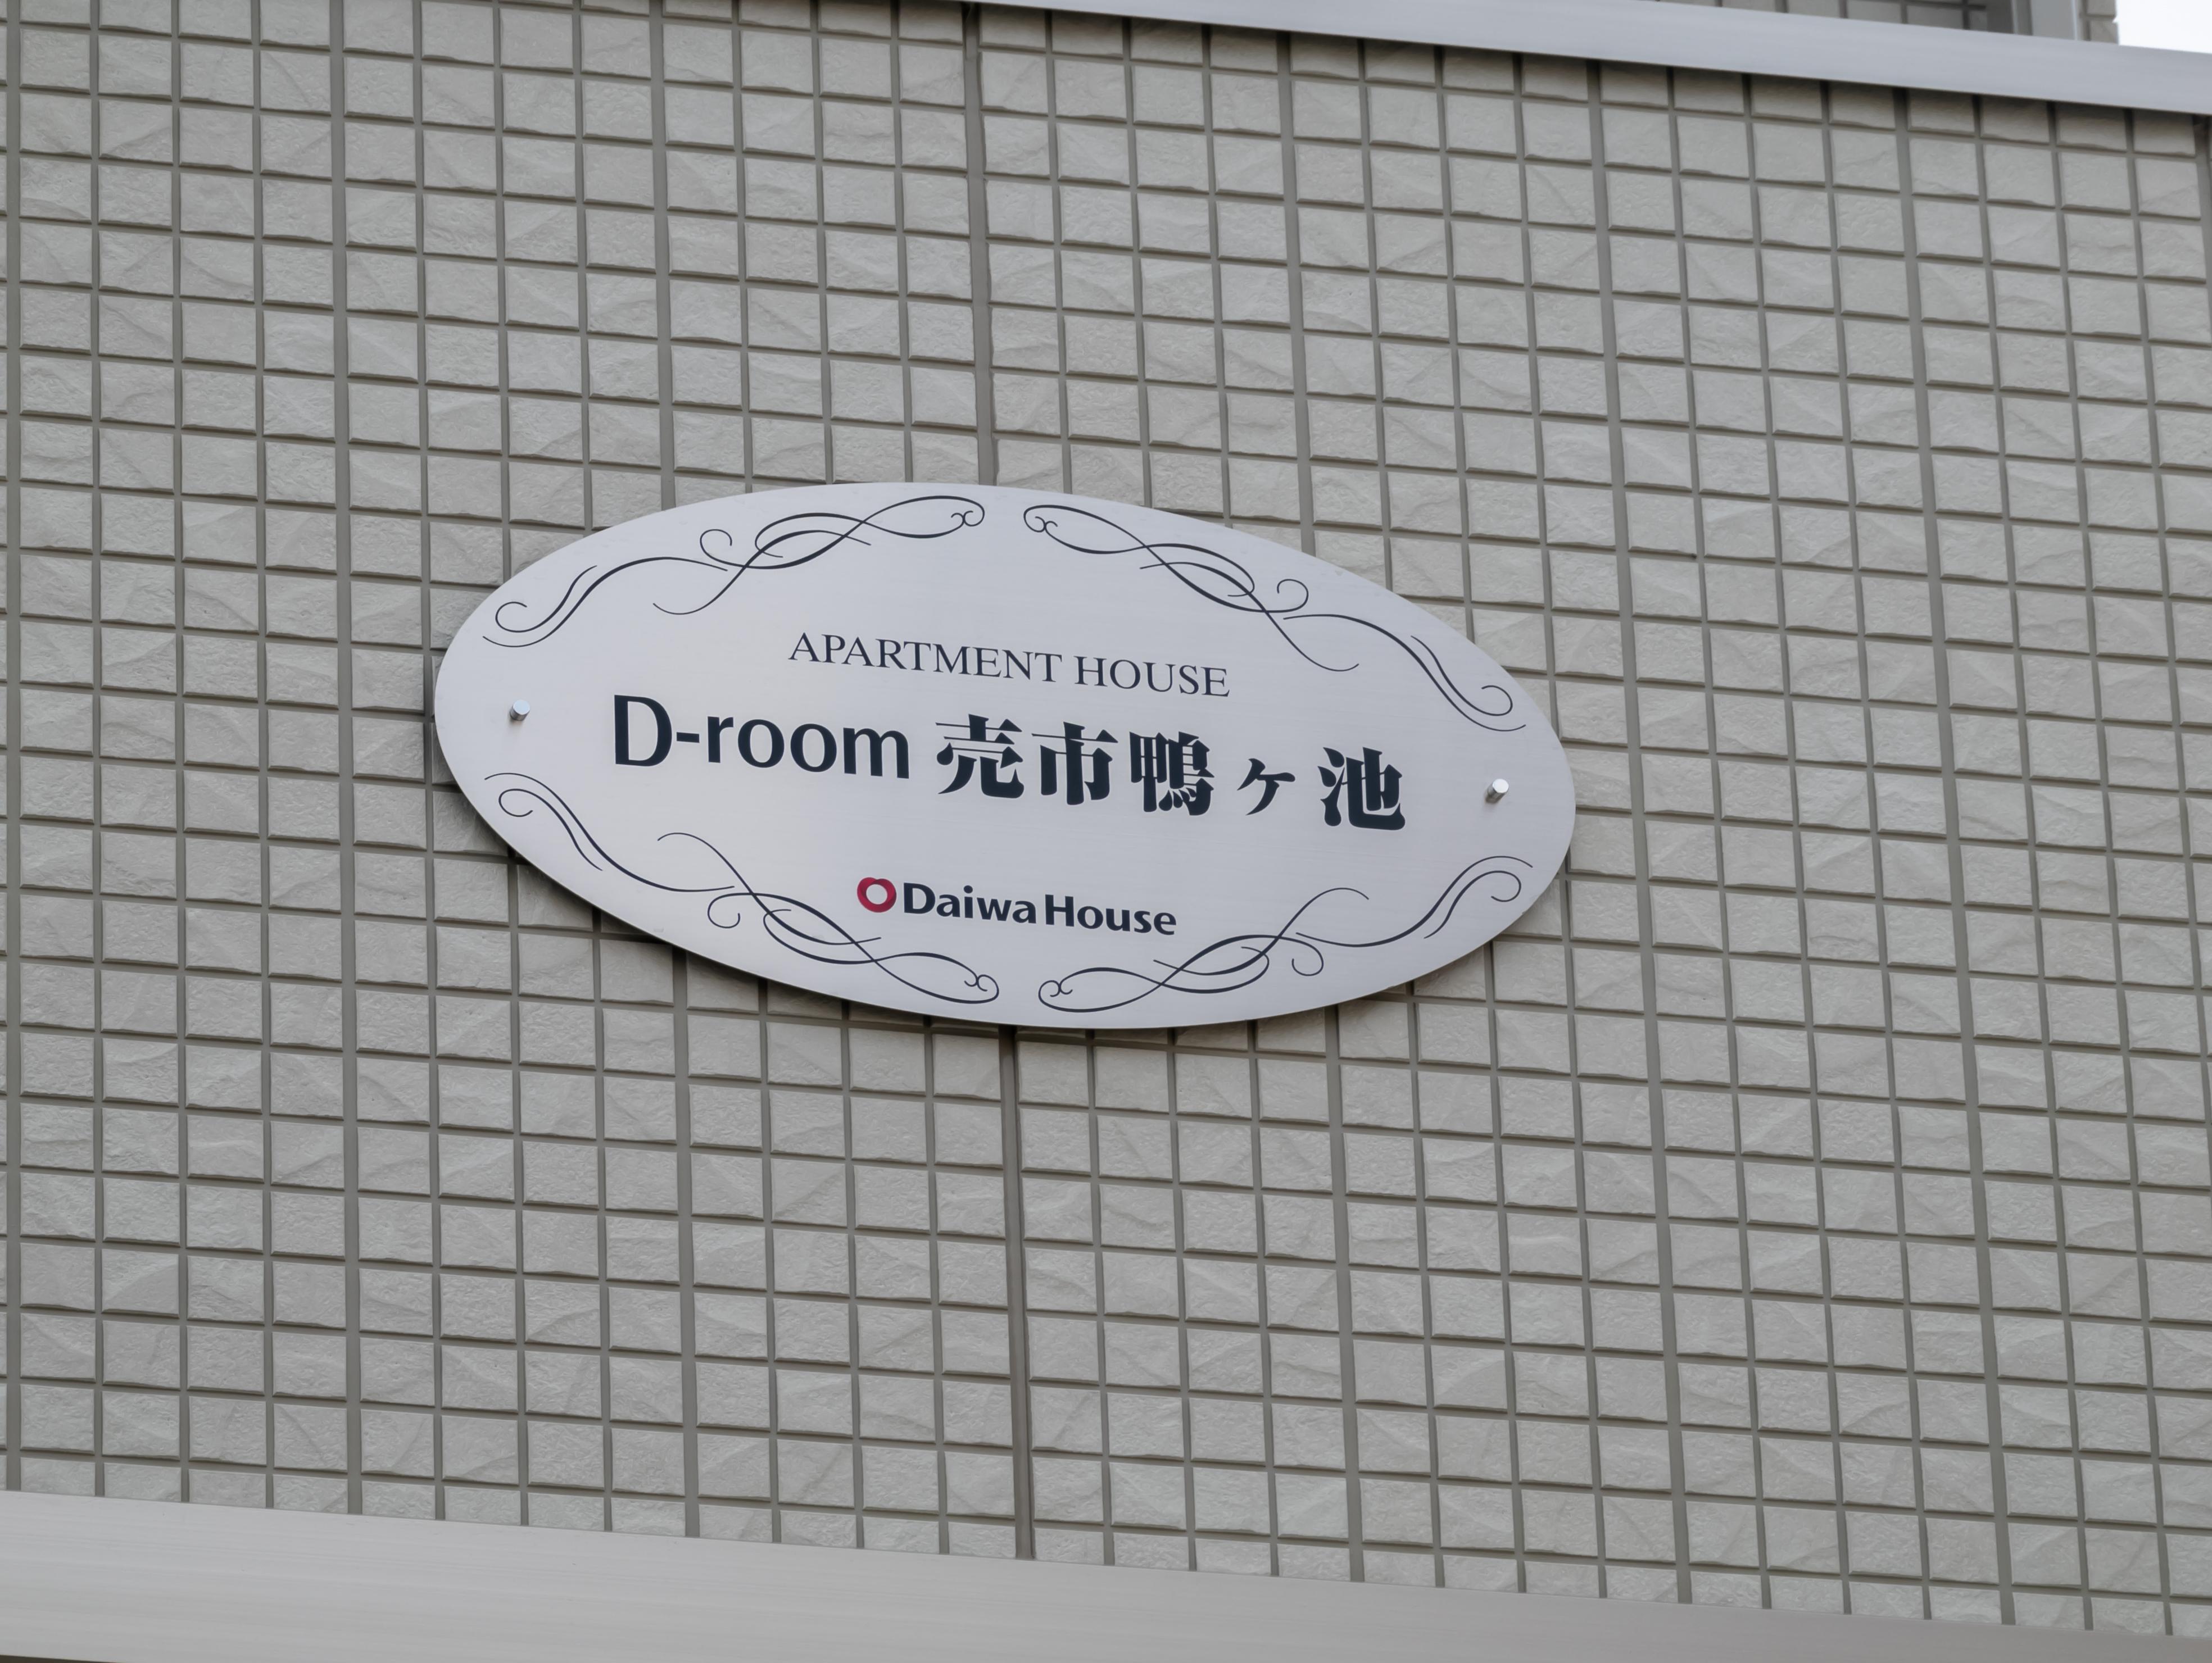 APARTMENT HOUSE
D-room 売市鴨ヶ池
Daiwa House